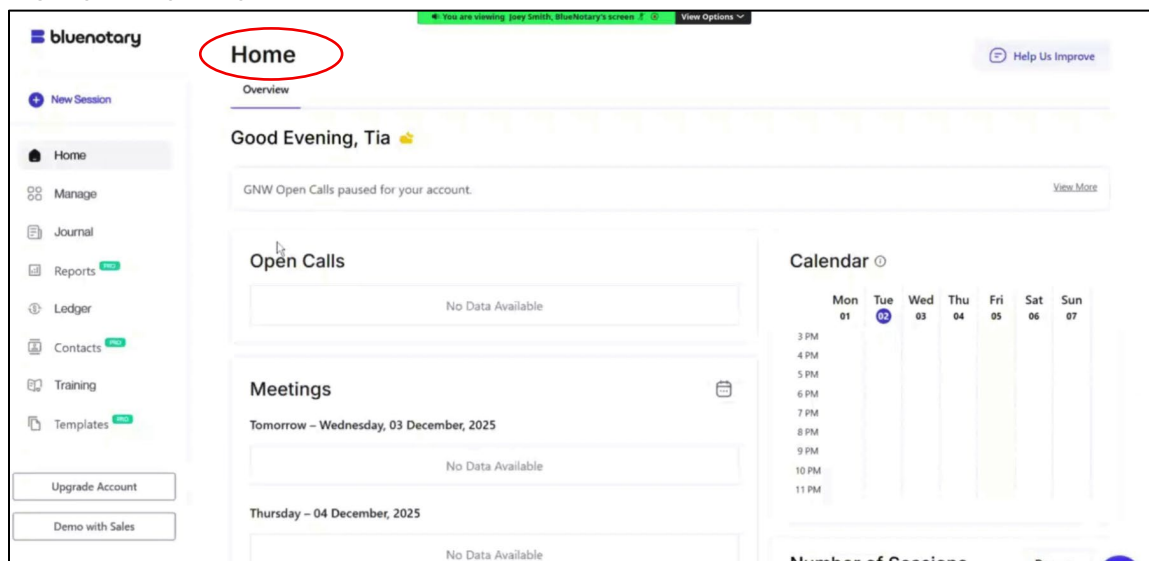 You are viewing Joey Smith, BlueNotary's screen
View Options
bluenotary
Home
Help Us Improve
Overview
New Session
Good Evening, Tia
Home
Manage
GNW Open Calls paused for your account.
View More
Journal
Reports PRO
Ledger
Contacts PRO
Training
Templates PRO
Upgrade Account
Demo with Sales
Open Calls
No Data Available
Meetings
Tomorrow – Wednesday, 03 December, 2025
No Data Available
Thursday – 04 December, 2025
No Data Available
Calendar
Mon Tue Wed Thu Fri Sat Sun
01 02 03 04 05 06 07
3 PM
4 PM
5 PM
6 PM
7 PM
8 PM
9 PM
10 PM
11 PM
Number of Sessions